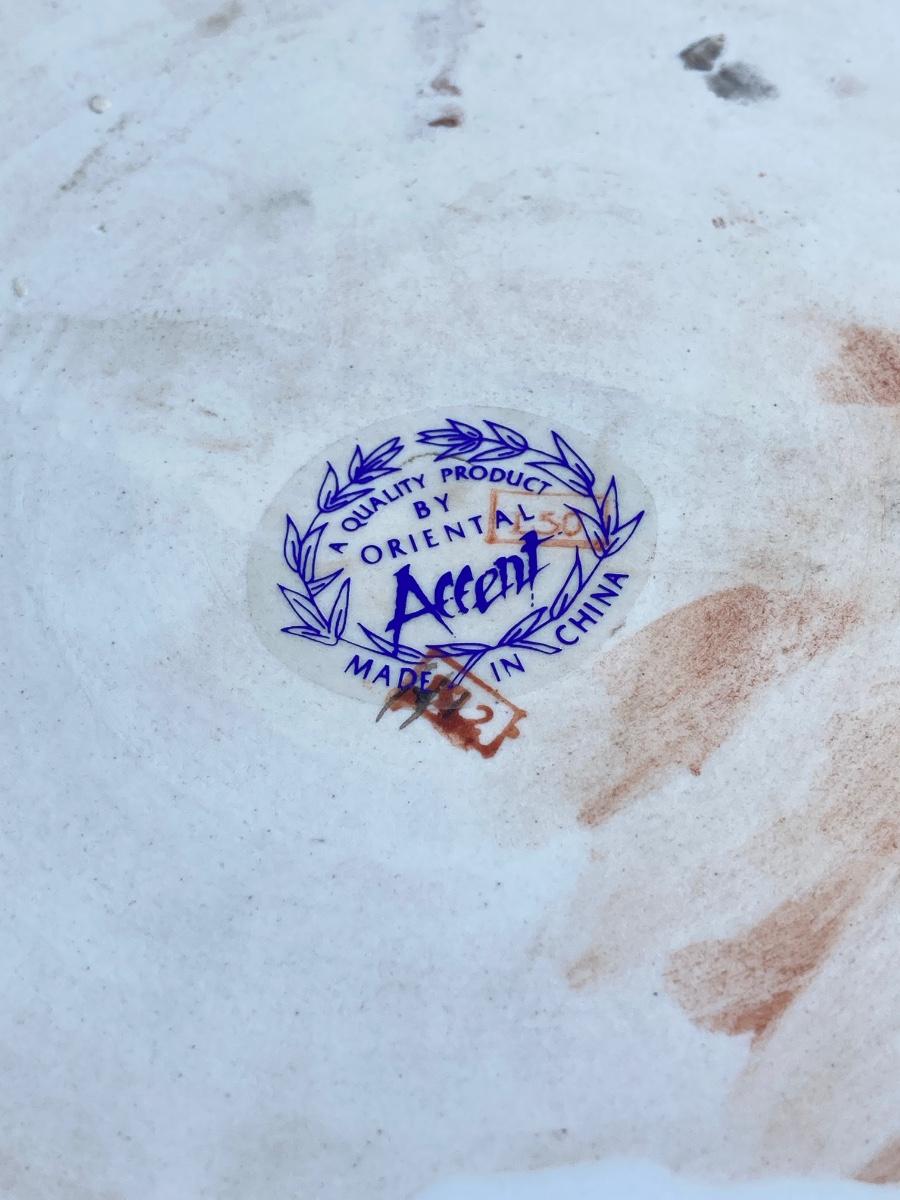 A QUALITY PRODUCT
BY
ORIENTAL
Accent
MADE IN CHINA